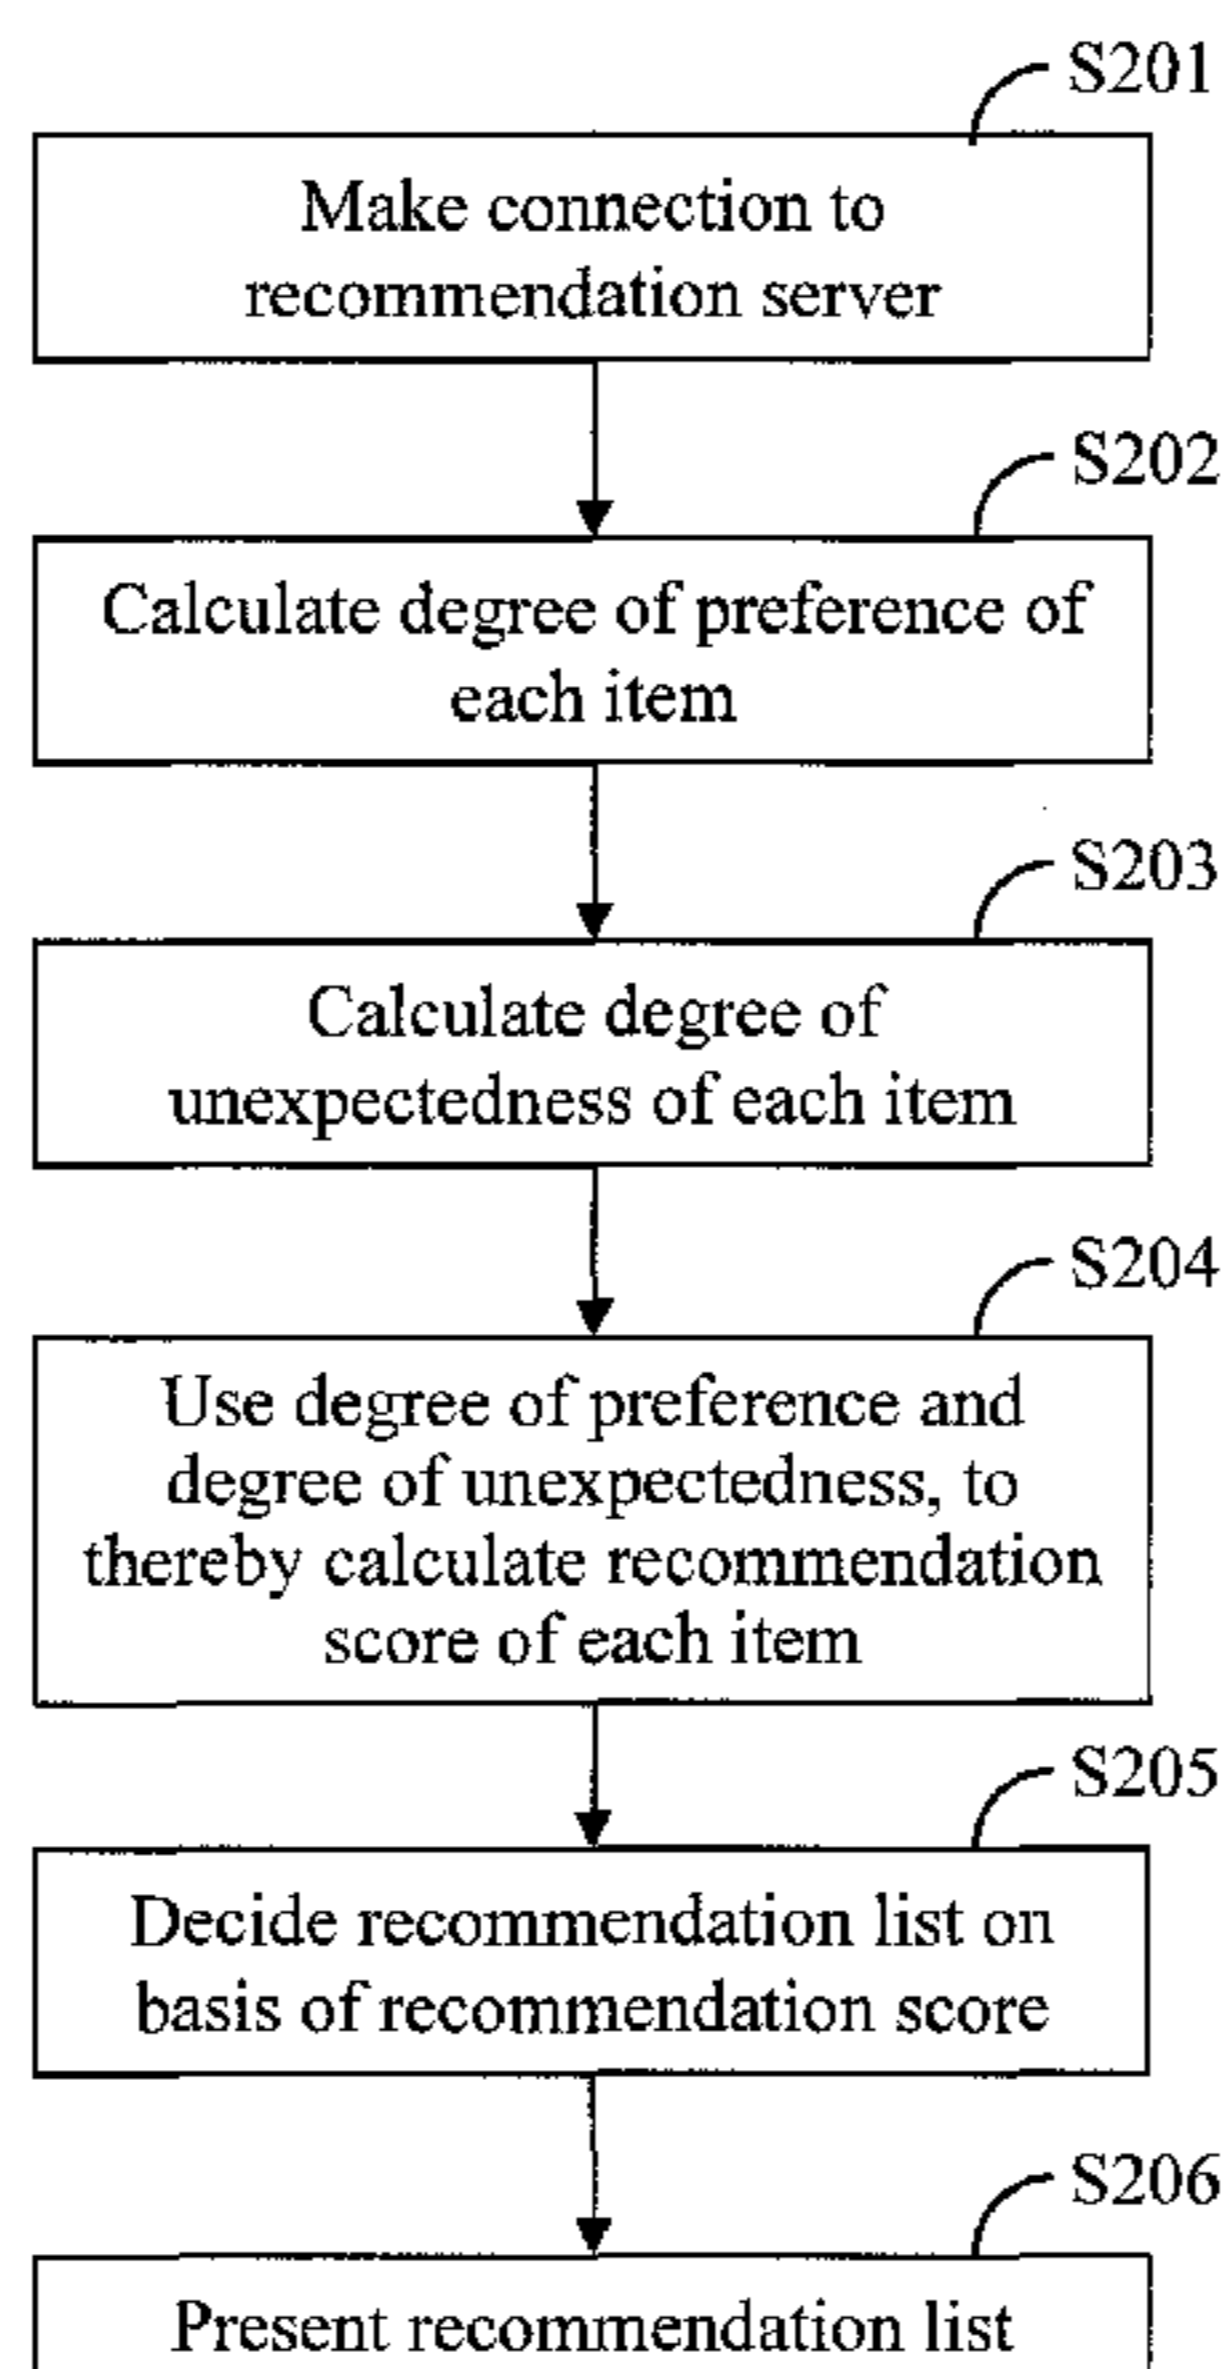 S201
Make connection to
recommendation server
S202
Calculate degree of preference of
each item
S203
Calculate degree of
unexpectedness of each item
S204
Use degree of preference and
degree of unexpectedness, to
thereby calculate recommendation
score of each item
S205
Decide recommendation list on
basis of recommendation score
S206
Present recommendation list